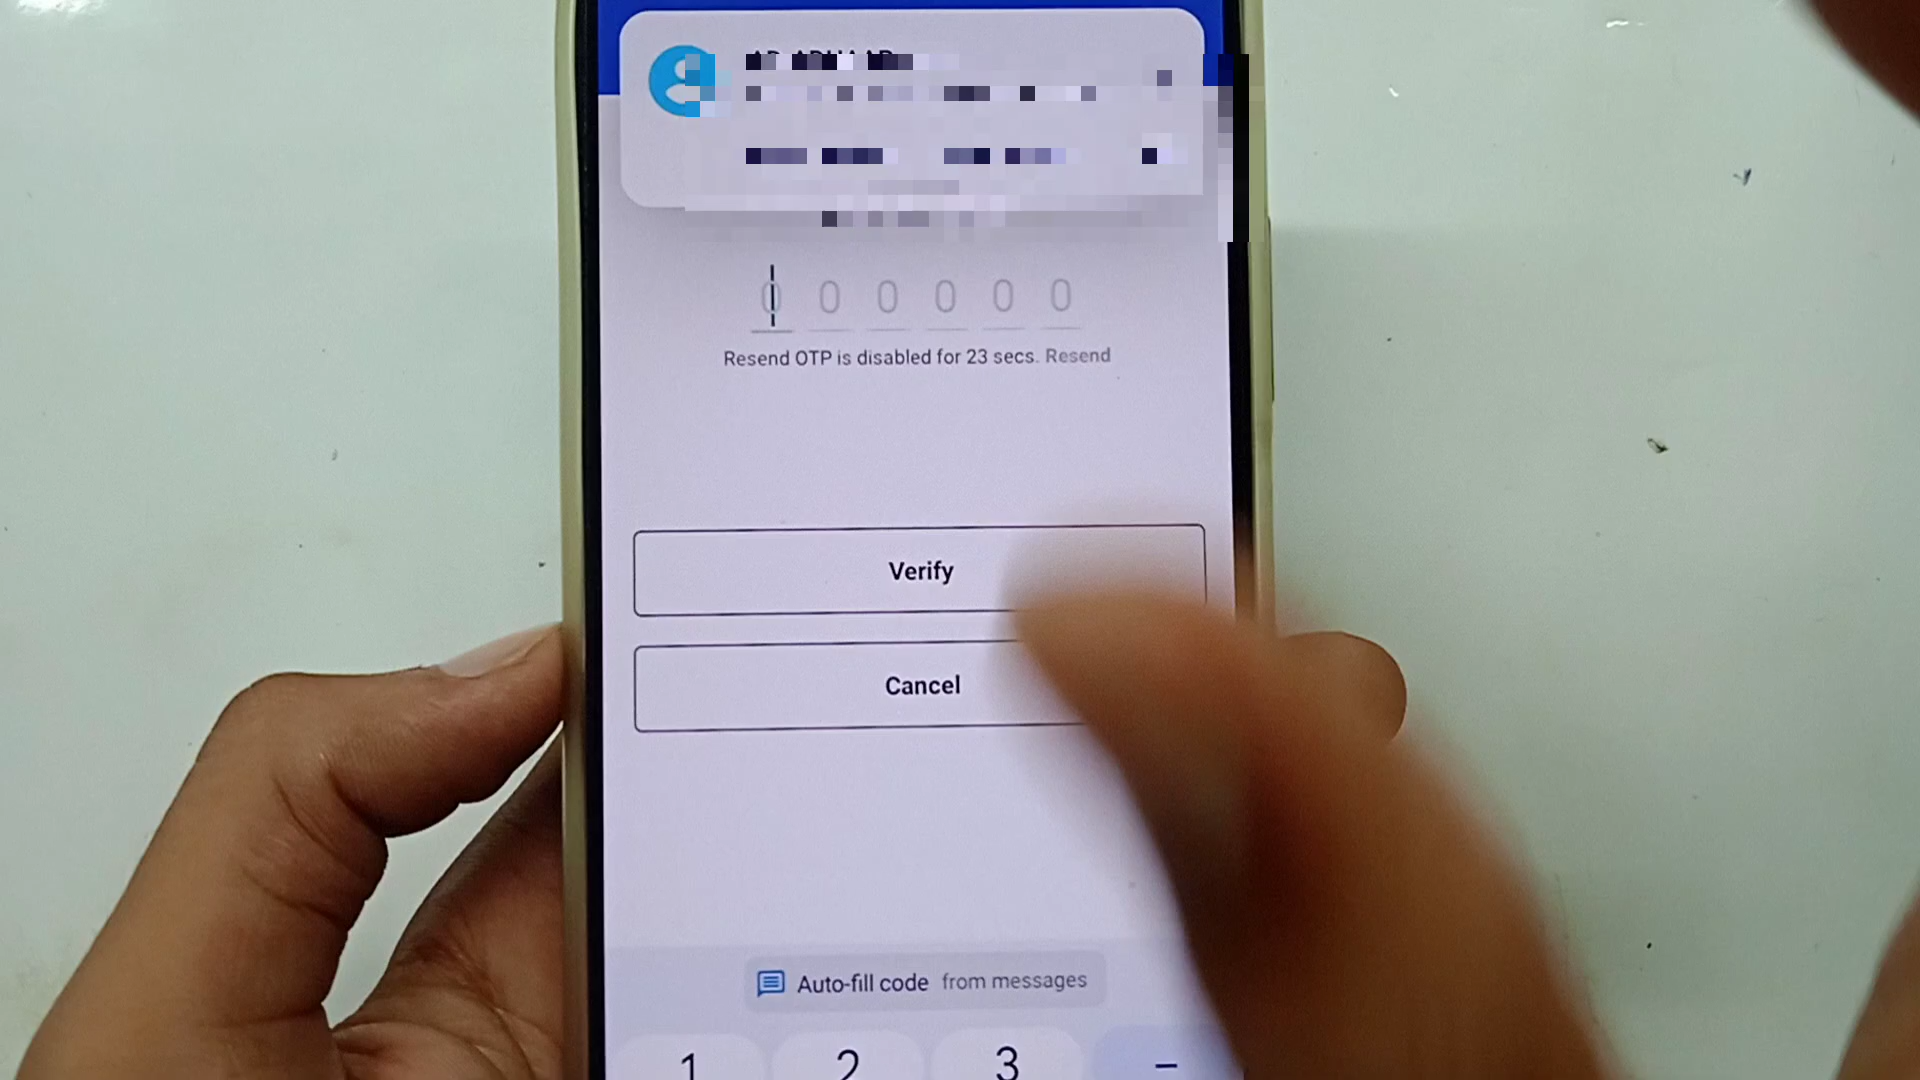 0 0 0 0 0 0
Resend OTP is disabled for 23 secs. Resend
Verify
Cancel
Auto-fill code from messages
1 2 3 −